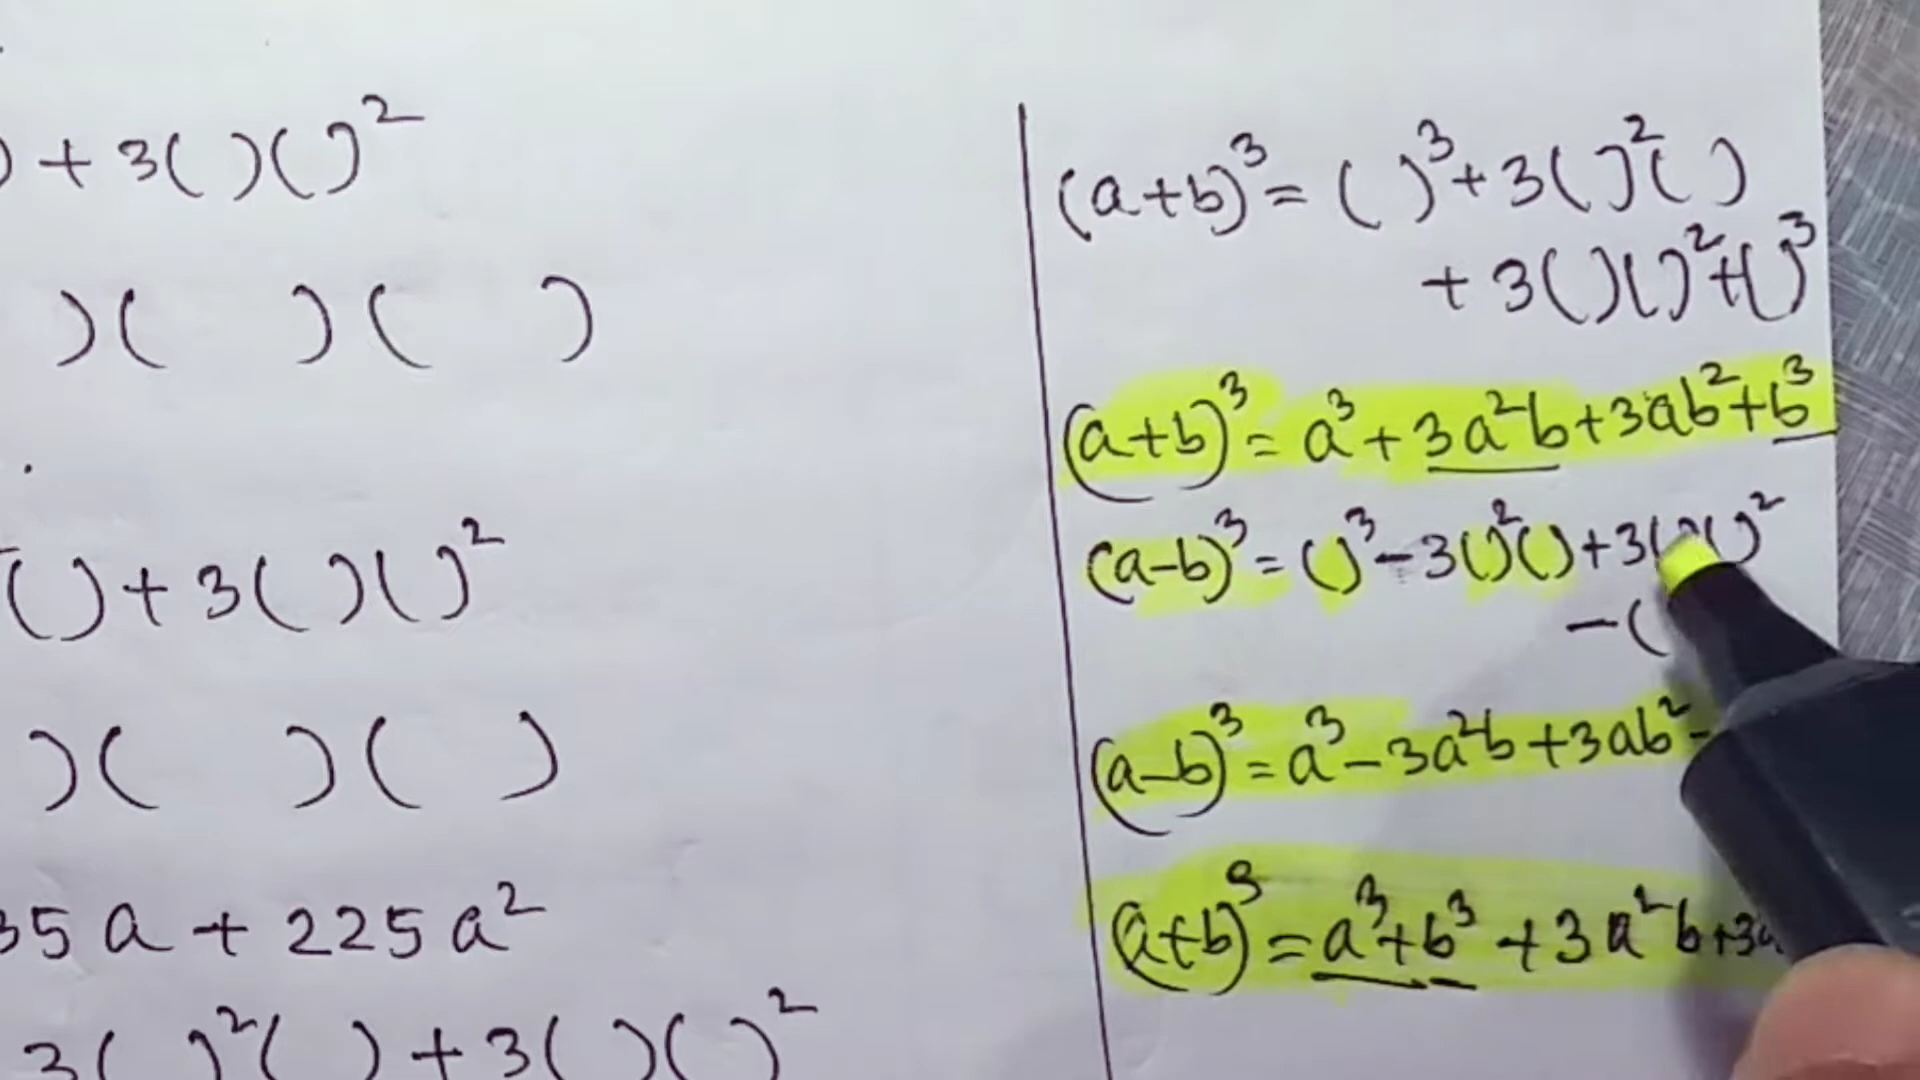 ) + 3( )( )²
)( )( )
( ) + 3( )( )²
)( )( )
35a + 225a²
3( )²( ) + 3( )( )²
(a+b)³ = ( )³ + 3( )²( )
+ 3( )( )² + ( )³
(a+b)³ = a³ + 3a²b + 3ab² + b³
(a-b)³ = ( )³ - 3( )²( ) + 3( )( )²
- (
(a-b)³ = a³ - 3a²b + 3ab² -
(a+b)³ = a³+b³ + 3a²b + 3a